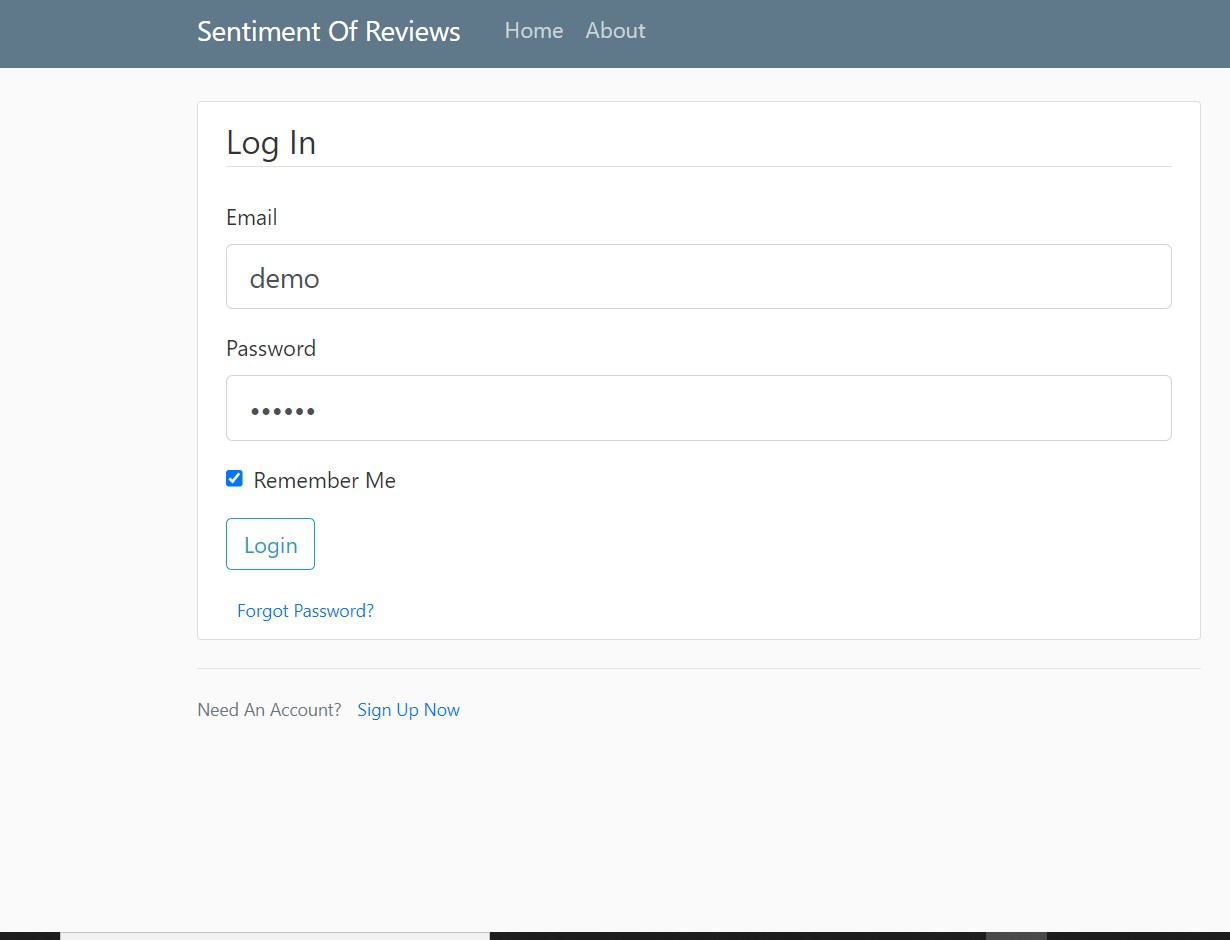 Sentiment Of Reviews Home About
Log In
Email
demo
Password
••••••
Remember Me
Login
Forgot Password?
Need An Account? Sign Up Now